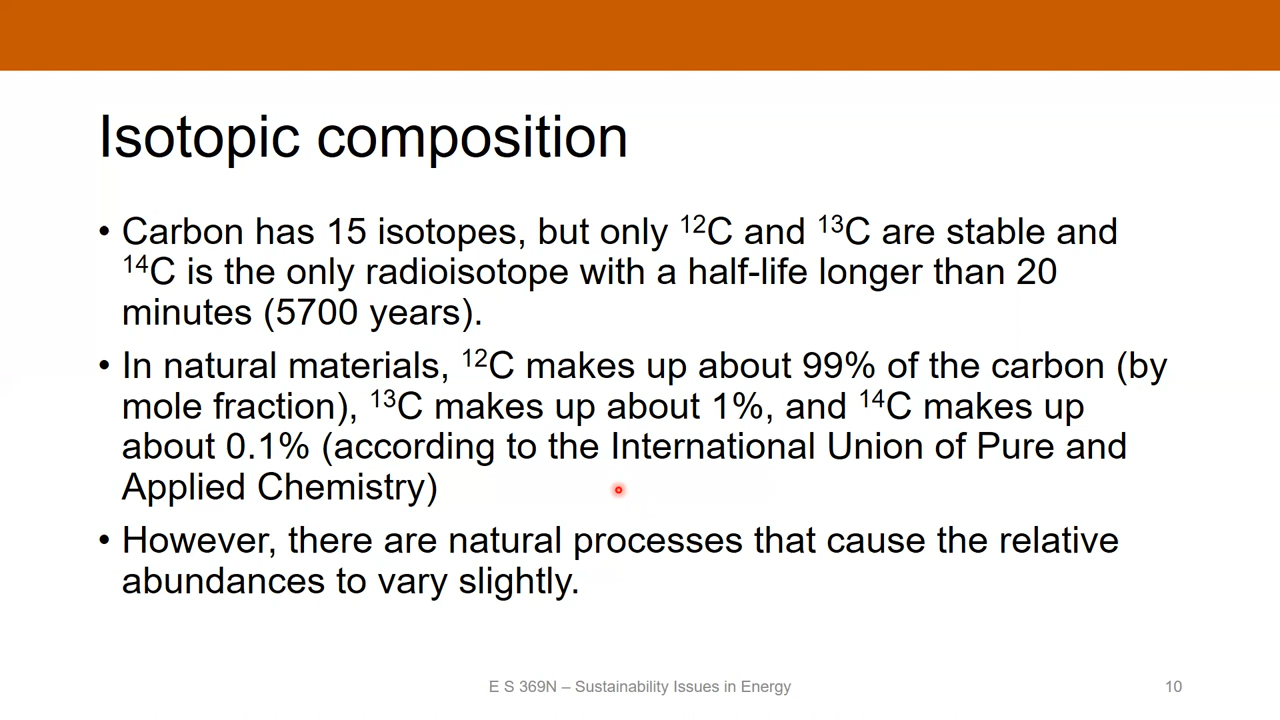 Isotopic composition
• Carbon has 15 isotopes, but only ¹²C and ¹³C are stable and
¹⁴C is the only radioisotope with a half-life longer than 20
minutes (5700 years).
• In natural materials, ¹²C makes up about 99% of the carbon (by
mole fraction), ¹³C makes up about 1%, and ¹⁴C makes up
about 0.1% (according to the International Union of Pure and
Applied Chemistry)
• However, there are natural processes that cause the relative
abundances to vary slightly.
E S 369N – Sustainability Issues in Energy
10